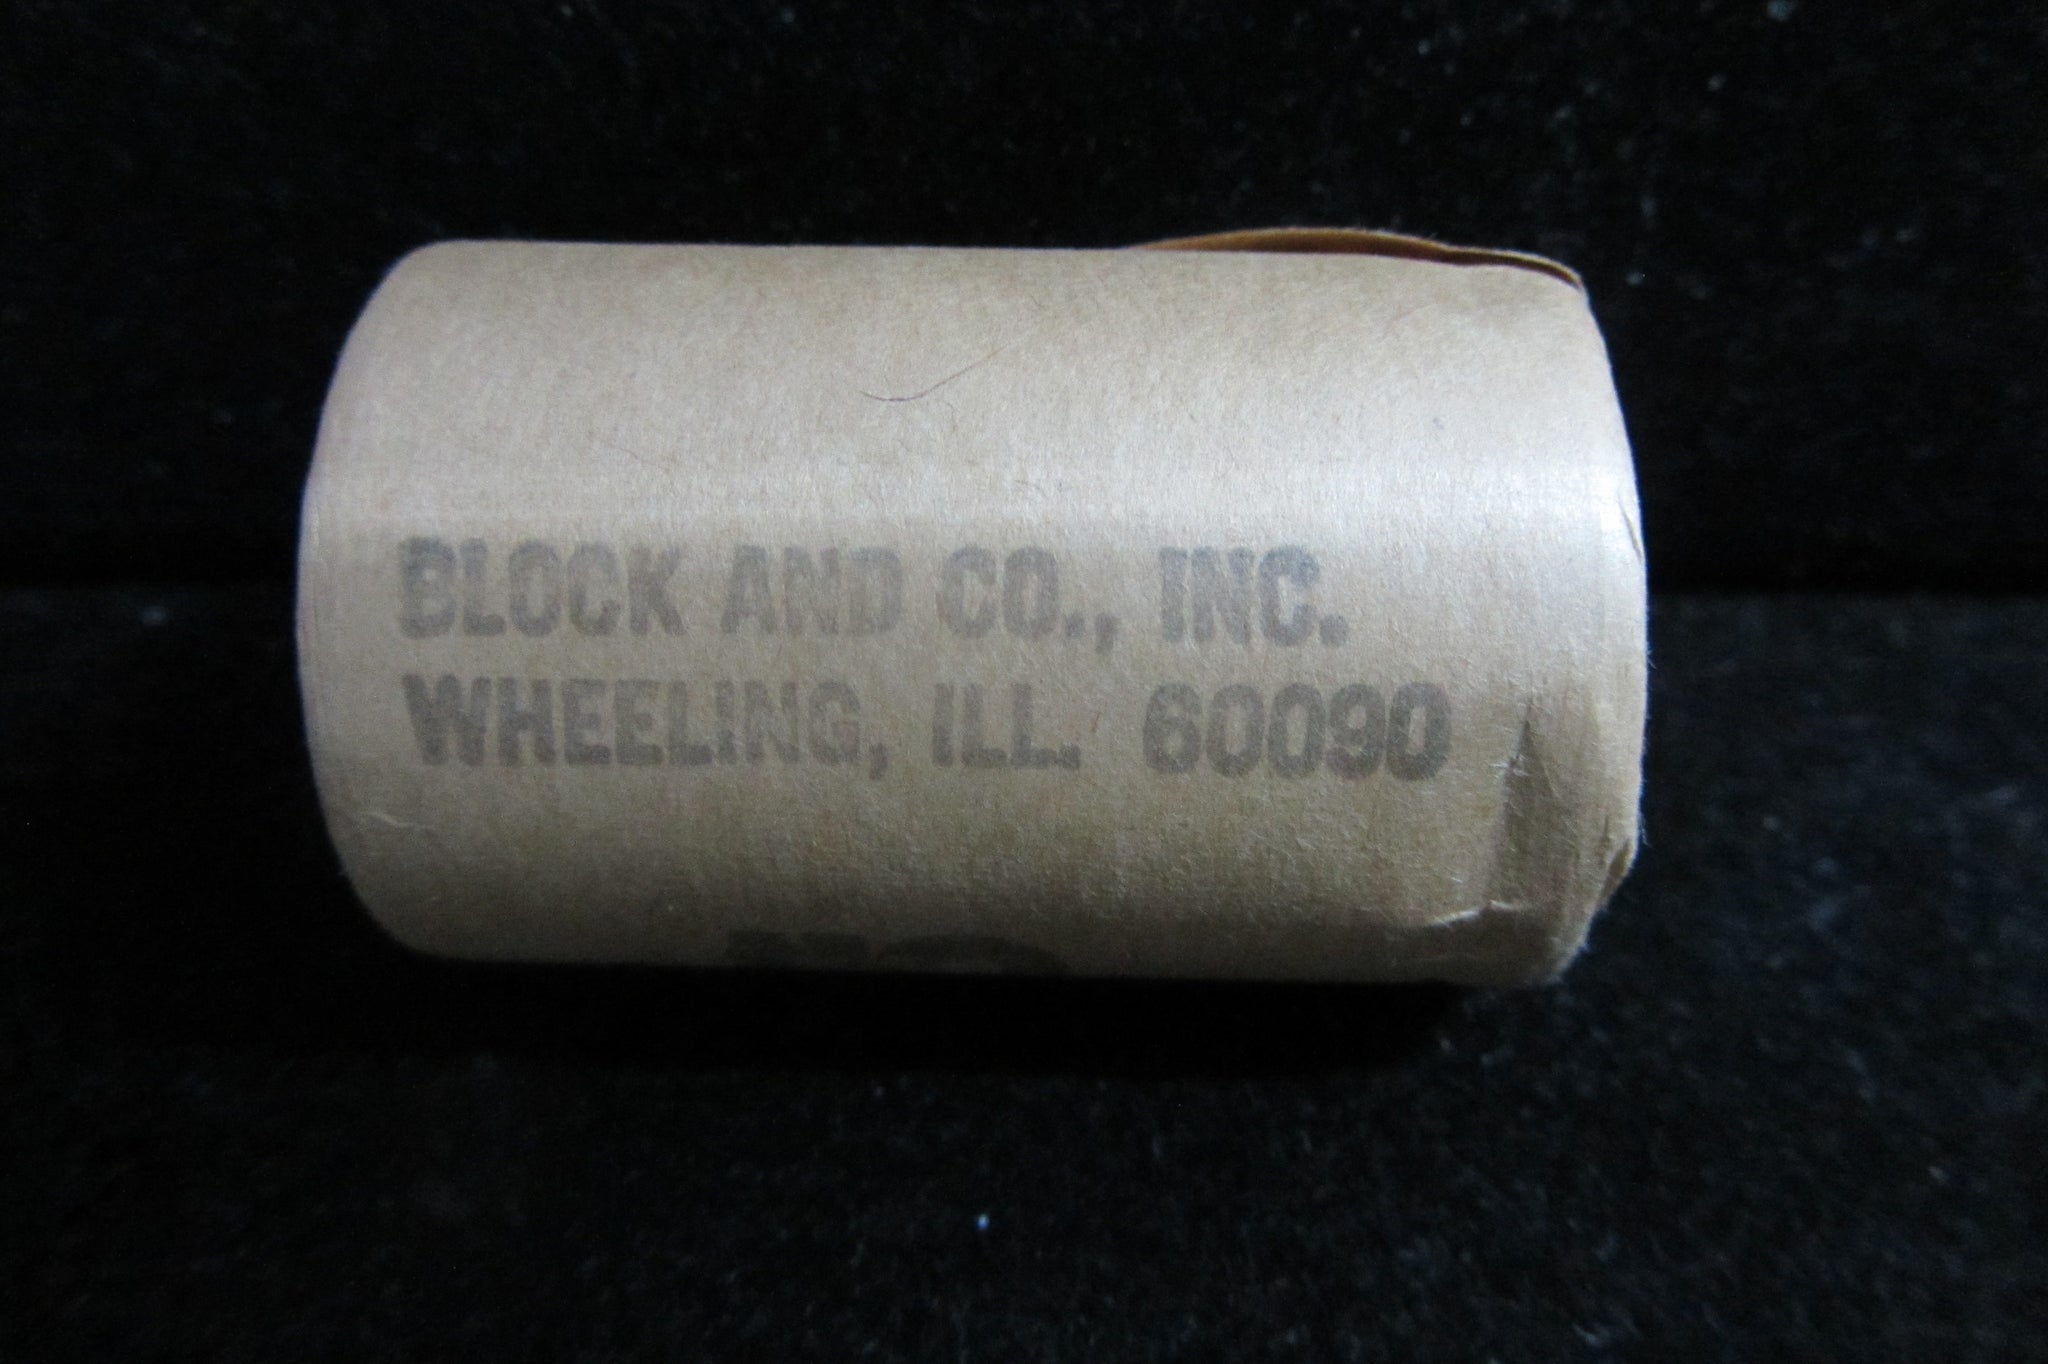 BLOCK AND CO., INC.
WHEELING, ILL. 60090